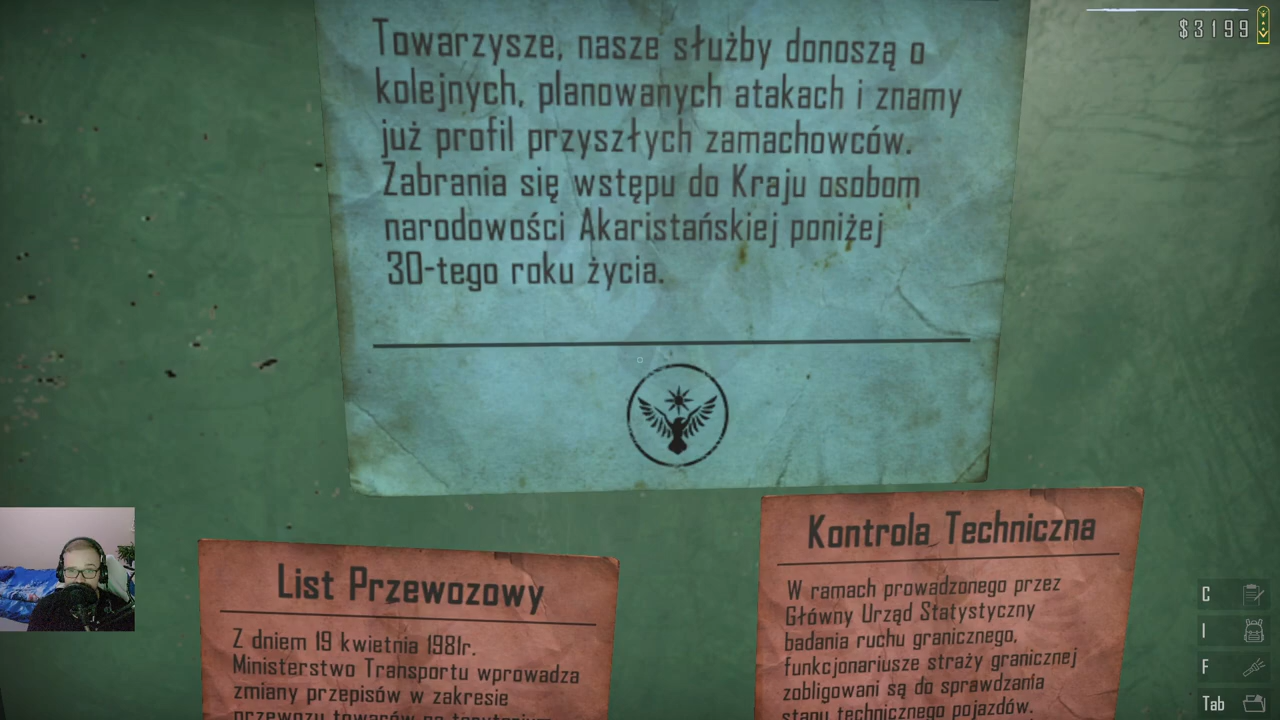 $3199
Towarzysze, nasze służby donoszą o
kolejnych, planowanych atakach i znamy
już profil przyszłych zamachowców.
Zabrania się wstępu do Kraju osobom
narodowości Akaristańskiej poniżej
30-tego roku życia.
List Przewozowy
Z dniem 19 kwietnia 1981r.
Ministerstwo Transportu wprowadza
zmiany przepisów w zakresie
przewozu towarów na
Kontrola Techniczna
W ramach prowadzonego przez
Główny Urząd Statystyczny
badania ruchu granicznego,
funkcjonariusze straży granicznej
zobligowani są do sprawdzania
stanu technicznego pojazdów.
C
I
F
Tab